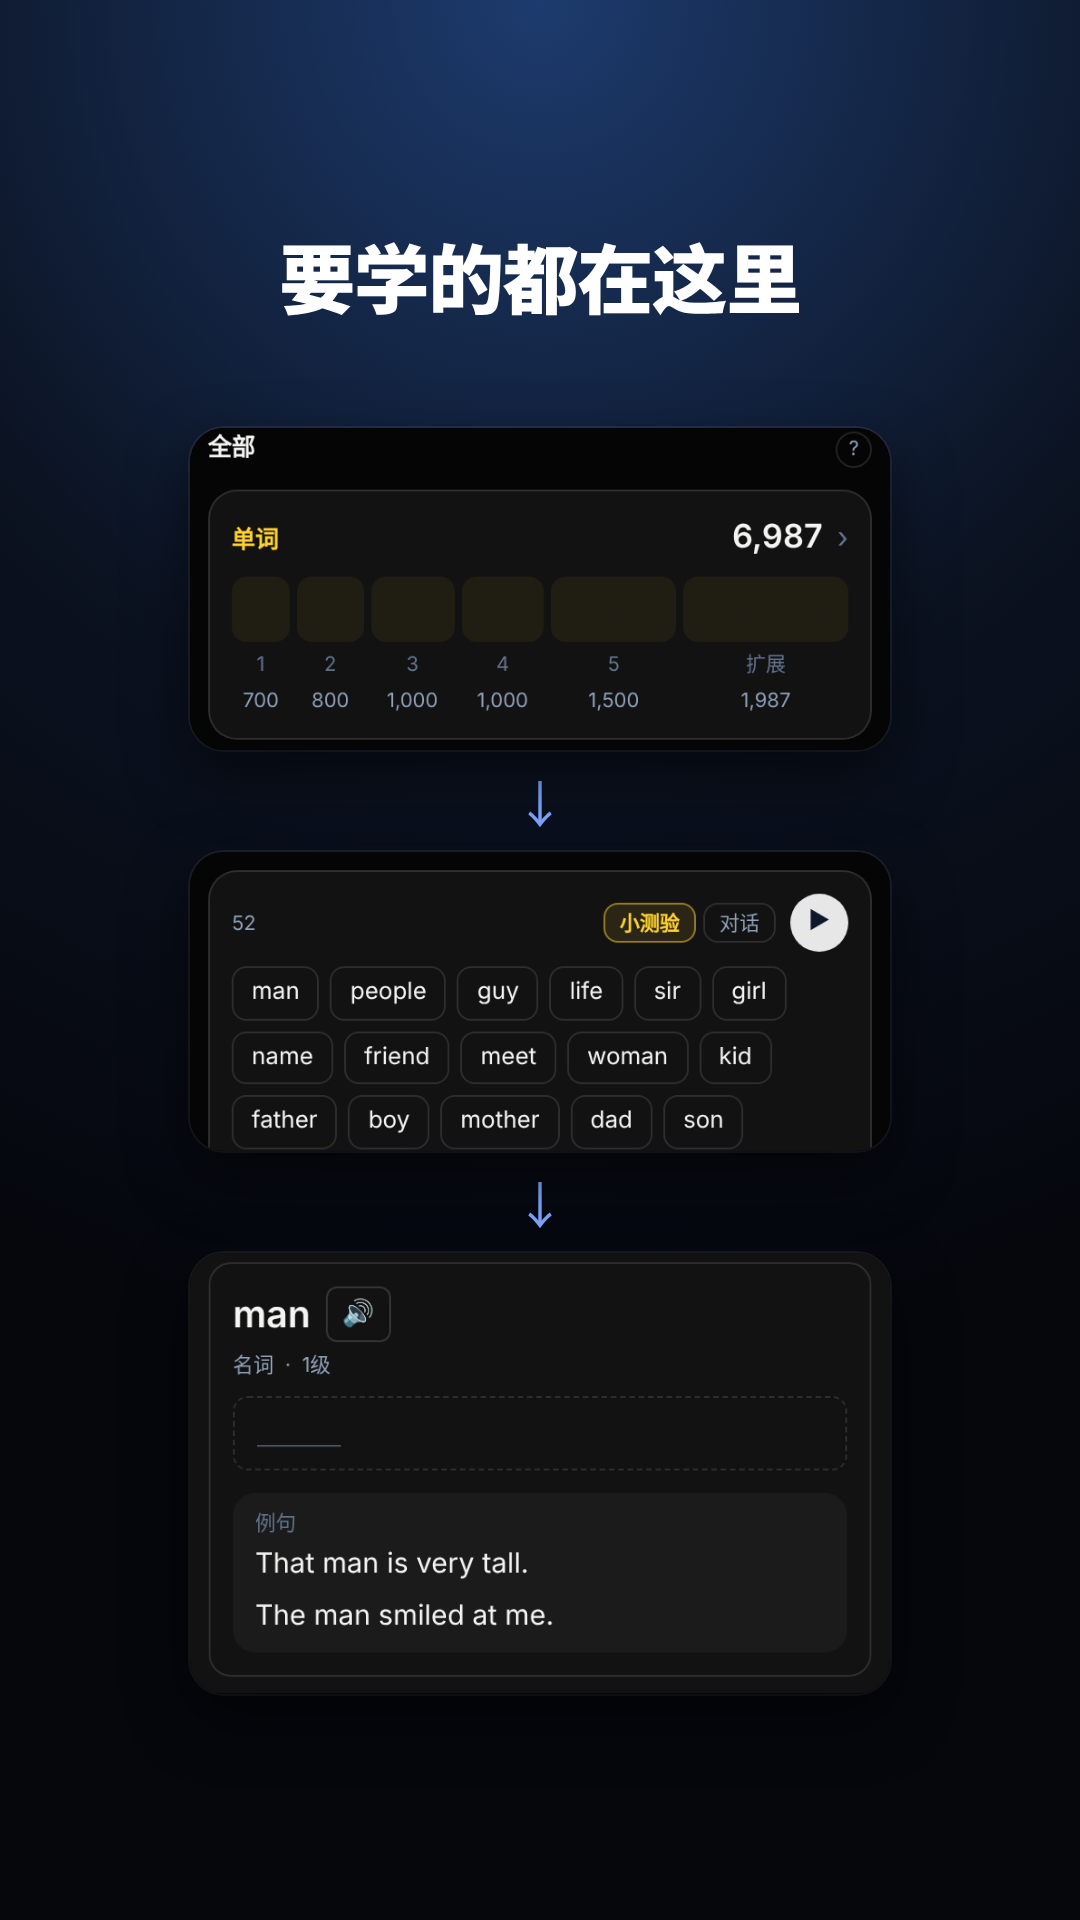 要学的都在这里
全部 ?
单词 6,987 ›
1 2 3 4 5 扩展
700 800 1,000 1,000 1,500 1,987
52 小测验 对话
man people guy life sir girl
name friend meet woman kid
father boy mother dad son
man
名词 · 1级
例句
That man is very tall.
The man smiled at me.